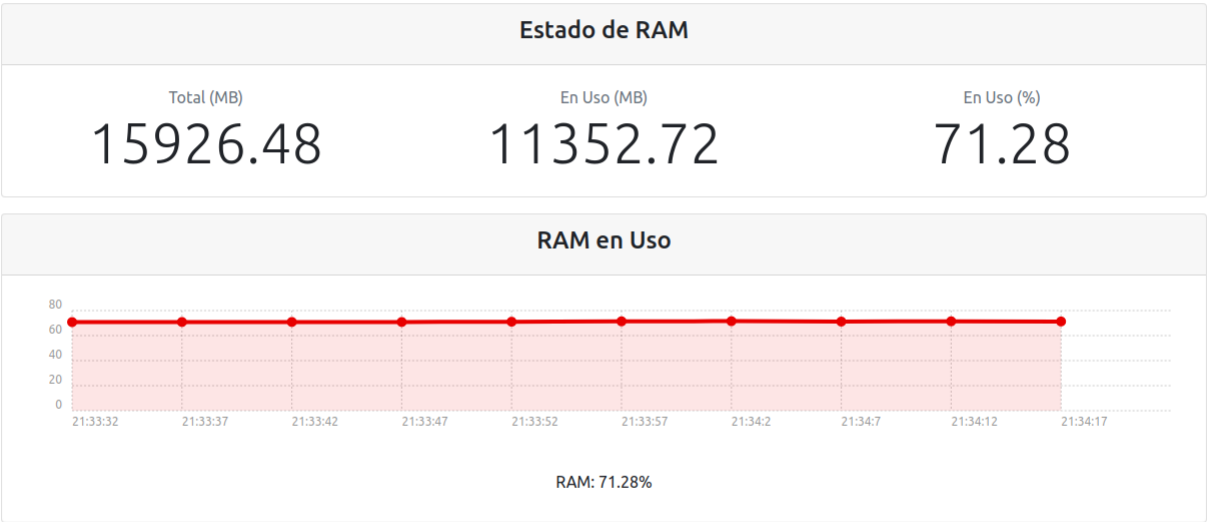 Estado de RAM
Total (MB) En Uso (MB) En Uso (%)
15926.48 11352.72 71.28
RAM en Uso
80
60
40
20
0
21:33:32 21:33:37 21:33:42 21:33:47 21:33:52 21:33:57 21:34:2 21:34:7 21:34:12 21:34:17
RAM: 71.28%